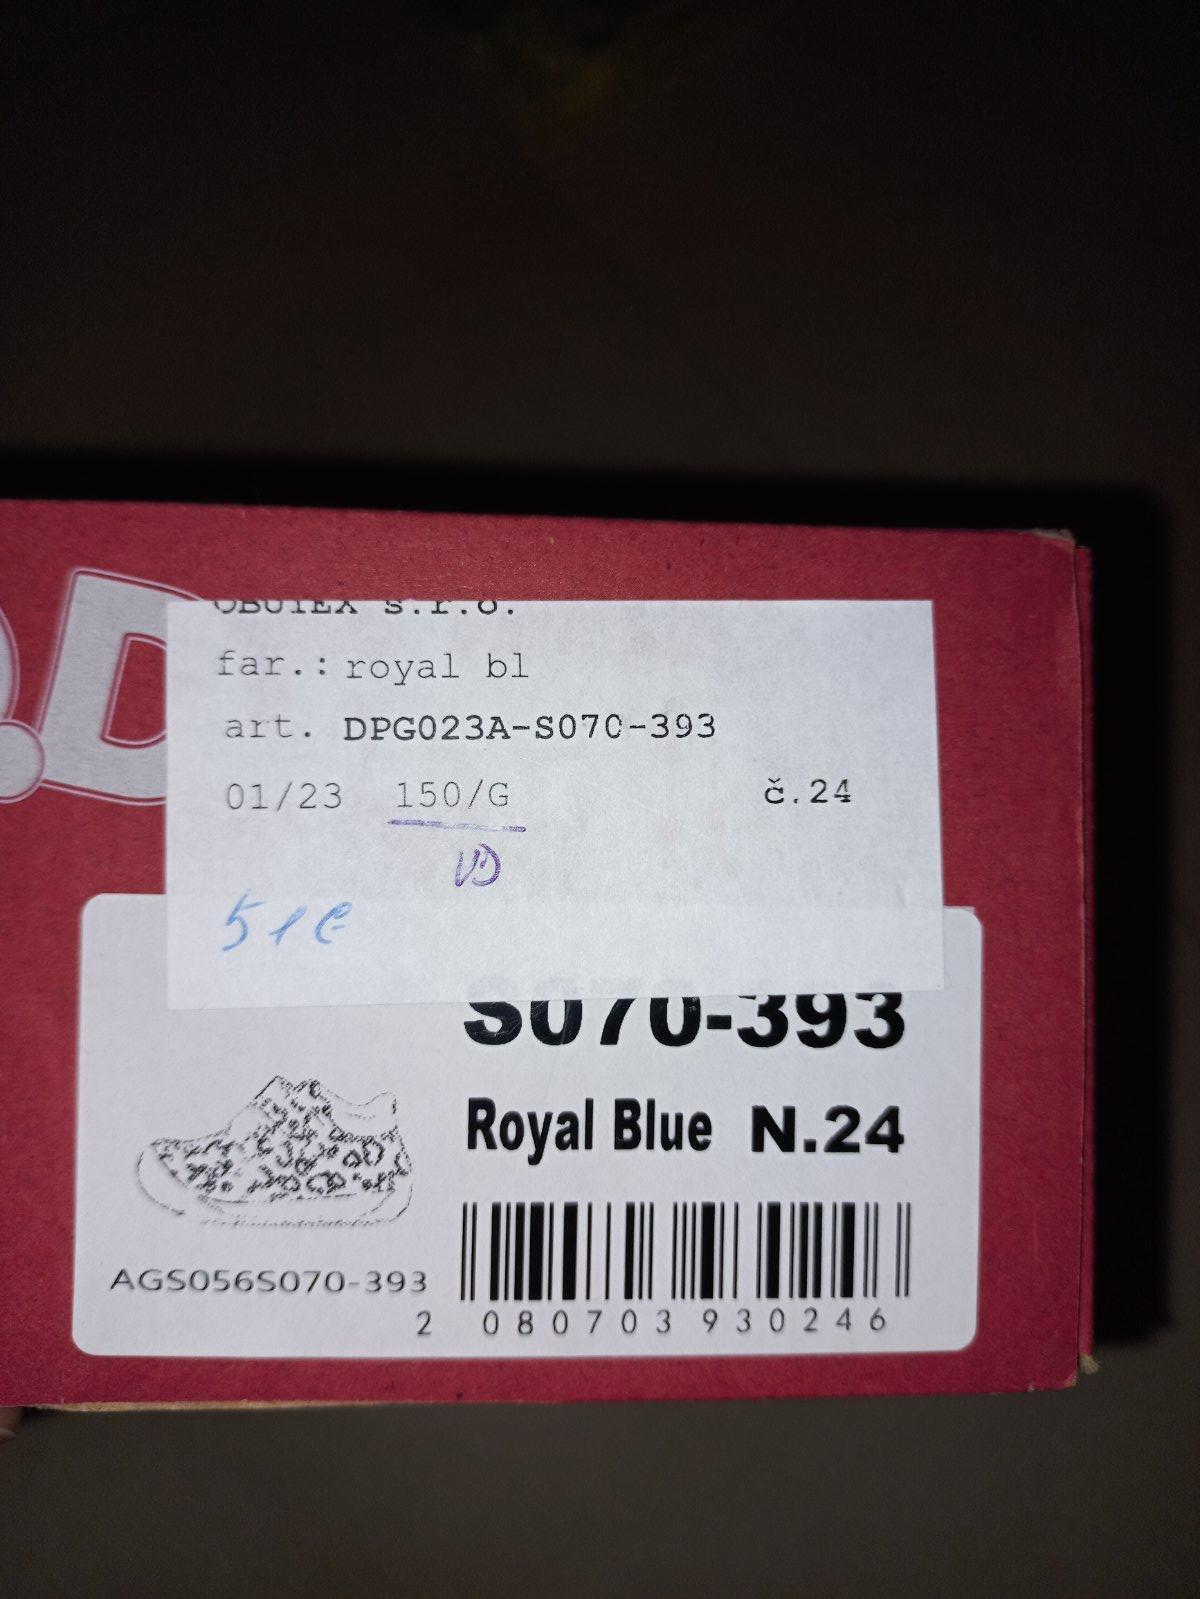 D
OBUTEX s.r.o.
far.: royal bl
art. DPG023A-S070-393
01/23 150/G č.24
VD
51€
S070-393
Royal Blue N.24
AGS056S070-393
2 080703 930246